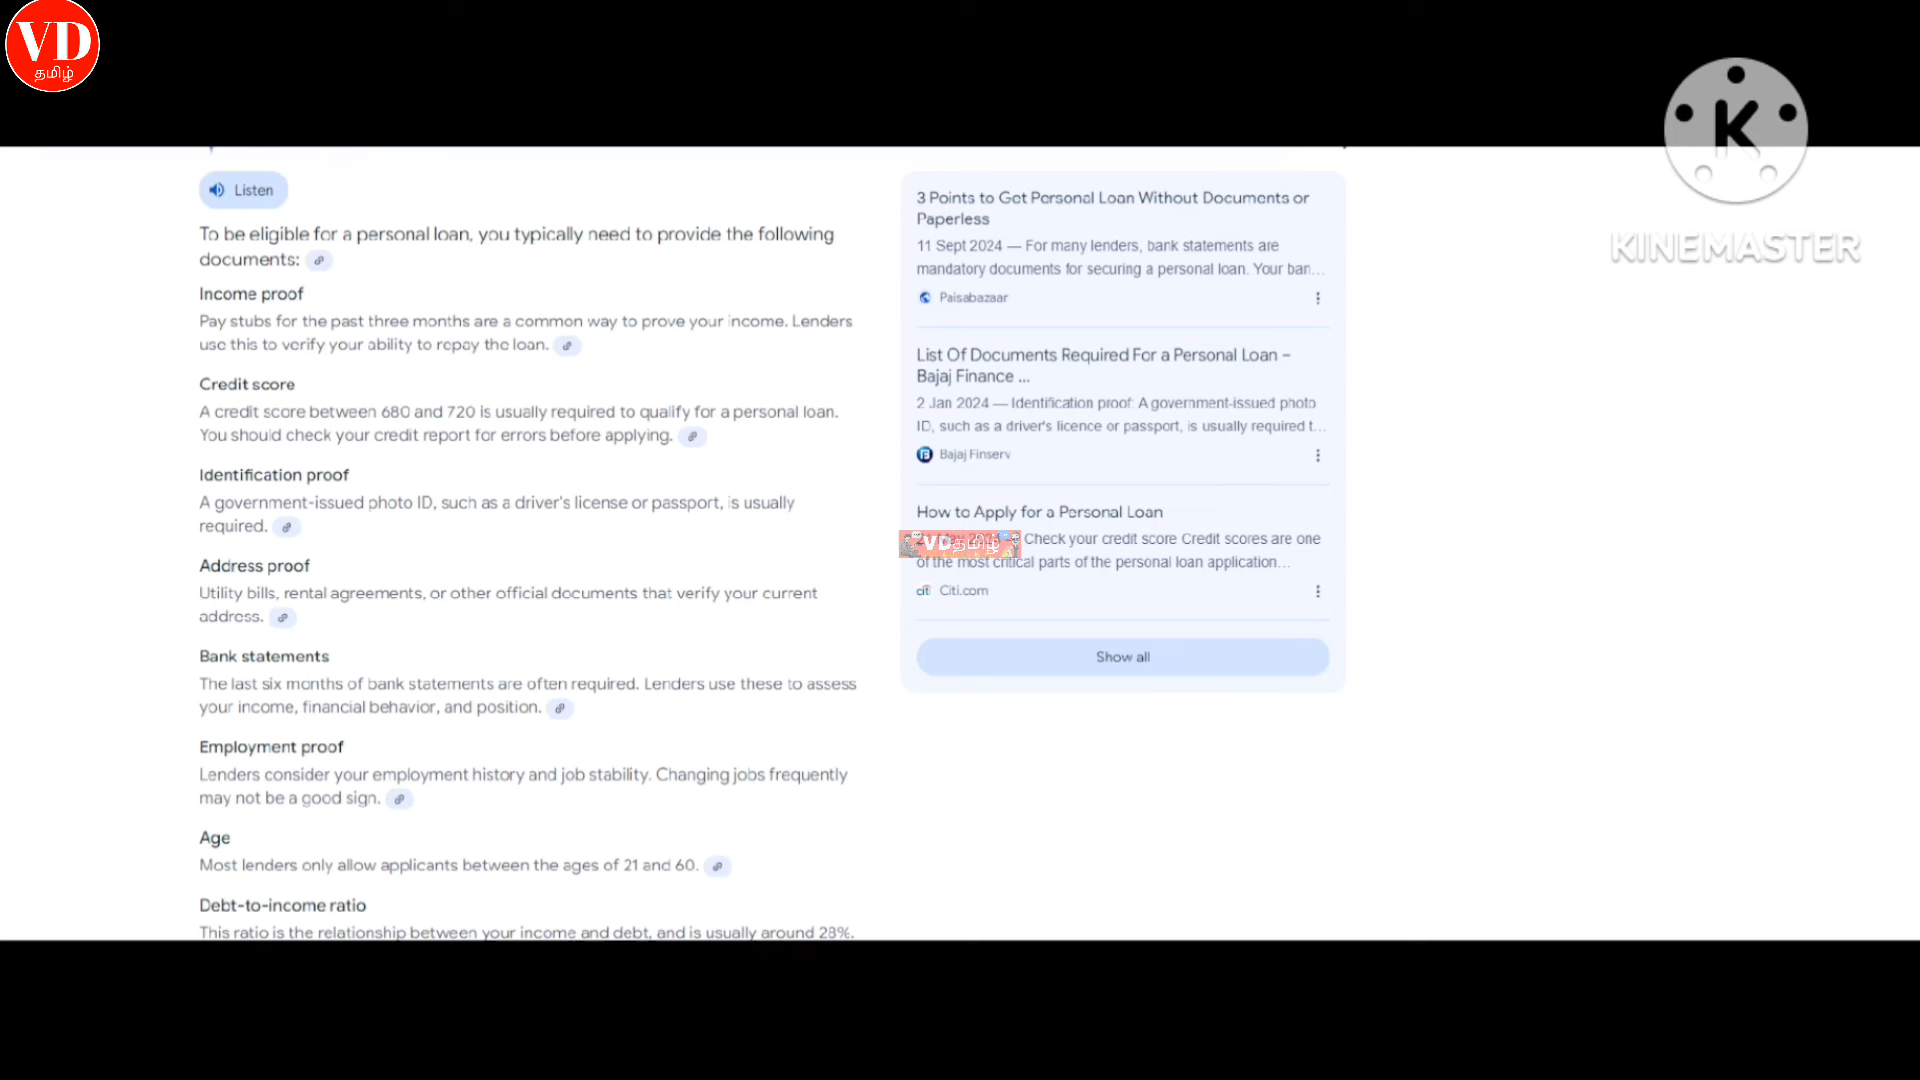 VD
தமிழ்
KINEMASTER
Listen
To be eligible for a personal loan, you typically need to provide the following
documents:
Income proof
Pay stubs for the past three months are a common way to prove your income. Lenders
use this to verify your ability to repay the loan.
Credit score
A credit score between 680 and 720 is usually required to qualify for a personal loan.
You should check your credit report for errors before applying.
Identification proof
A government-issued photo ID, such as a driver's license or passport, is usually
required.
Address proof
Utility bills, rental agreements, or other official documents that verify your current
address.
Bank statements
The last six months of bank statements are often required. Lenders use these to assess
your income, financial behavior, and position.
Employment proof
Lenders consider your employment history and job stability. Changing jobs frequently
may not be a good sign.
Age
Most lenders only allow applicants between the ages of 21 and 60.
Debt-to-income ratio
This ratio is the relationship between your income and debt, and is usually around 28%.
3 Points to Get Personal Loan Without Documents or
Paperless
11 Sept 2024 — For many lenders, bank statements are
mandatory documents for securing a personal loan. Your ban...
Paisabazaar
List Of Documents Required For a Personal Loan –
Bajaj Finance ...
2 Jan 2024 — Identification proof: A government-issued photo
ID, such as a driver's licence or passport, is usually required t...
Bajaj Finserv
How to Apply for a Personal Loan
VDதமிழ்
Check your credit score Credit scores are one
of the most critical parts of the personal loan application...
citi Citi.com
Show all